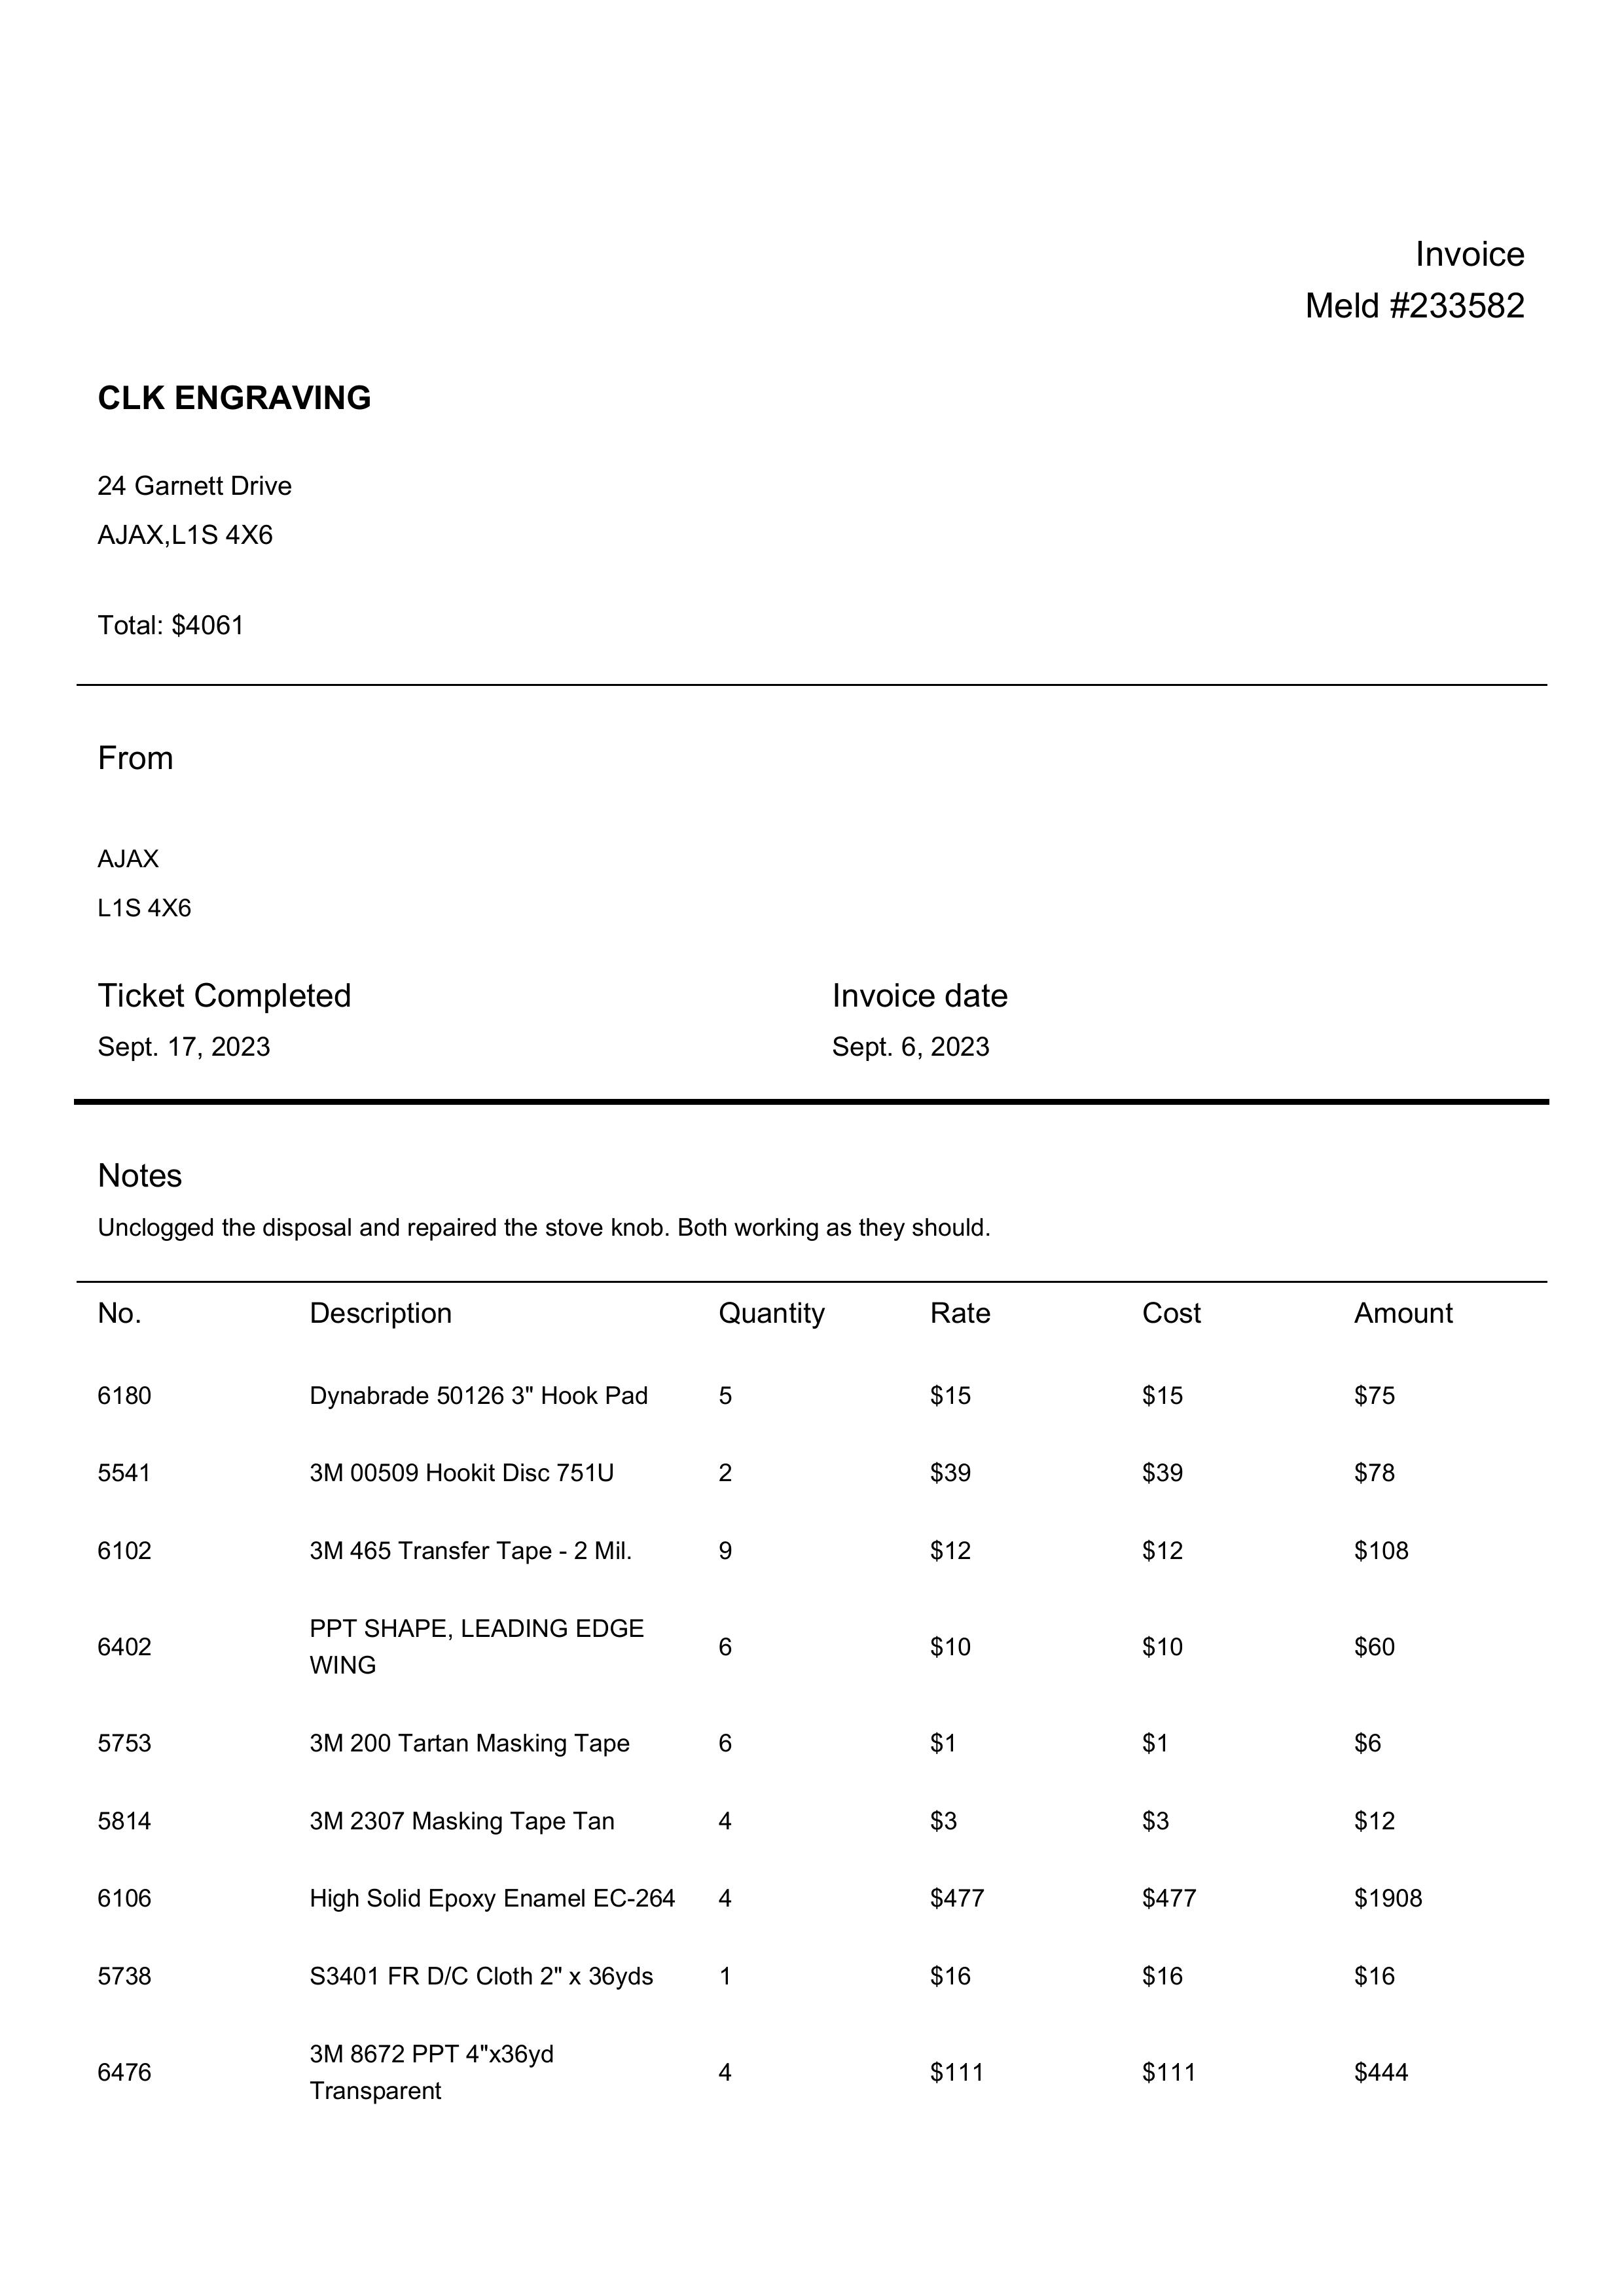 Invoice
Meld #233582
CLK ENGRAVING
24 Garnett Drive
AJAX,L1S 4X6
Total: $4061
From
AJAX
L1S 4X6
Ticket Completed Invoice date
Sept. 17, 2023 Sept. 6, 2023
Notes
Unclogged the disposal and repaired the stove knob. Both working as they should.
No. Description Quantity Rate Cost Amount
6180 Dynabrade 50126 3" Hook Pad 5 $15 $15 $75
5541 3M 00509 Hookit Disc 751U 2 $39 $39 $78
6102 3M 465 Transfer Tape - 2 Mil. 9 $12 $12 $108
6402 PPT SHAPE, LEADING EDGE
WING 6 $10 $10 $60
5753 3M 200 Tartan Masking Tape 6 $1 $1 $6
5814 3M 2307 Masking Tape Tan 4 $3 $3 $12
6106 High Solid Epoxy Enamel EC-264 4 $477 $477 $1908
5738 S3401 FR D/C Cloth 2" x 36yds 1 $16 $16 $16
6476 3M 8672 PPT 4"x36yd
Transparent 4 $111 $111 $444